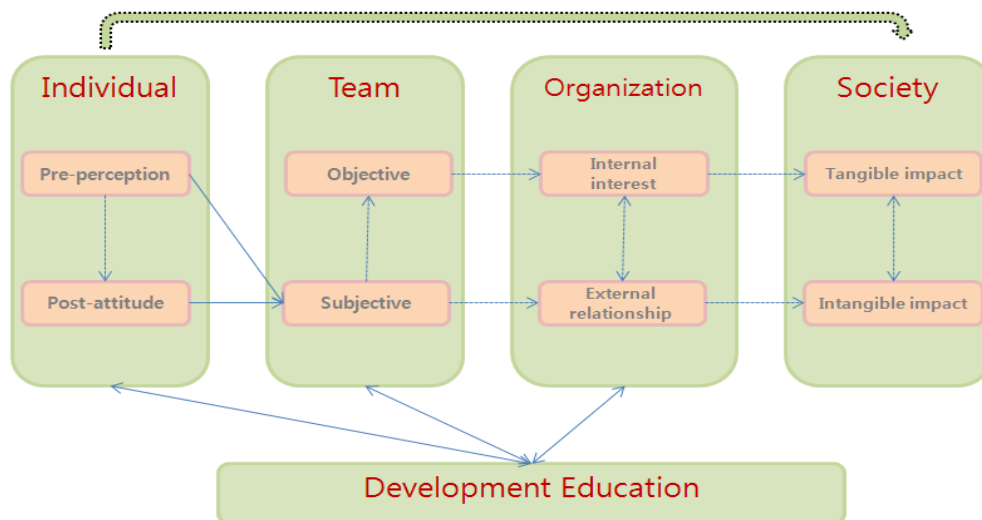 Individual
Team
Organization
Society
Pre-perception
Objective
Internal
interest
Tangible impact
Post-attitude
Subjective
External
relationship
Intangible impact
Development Education